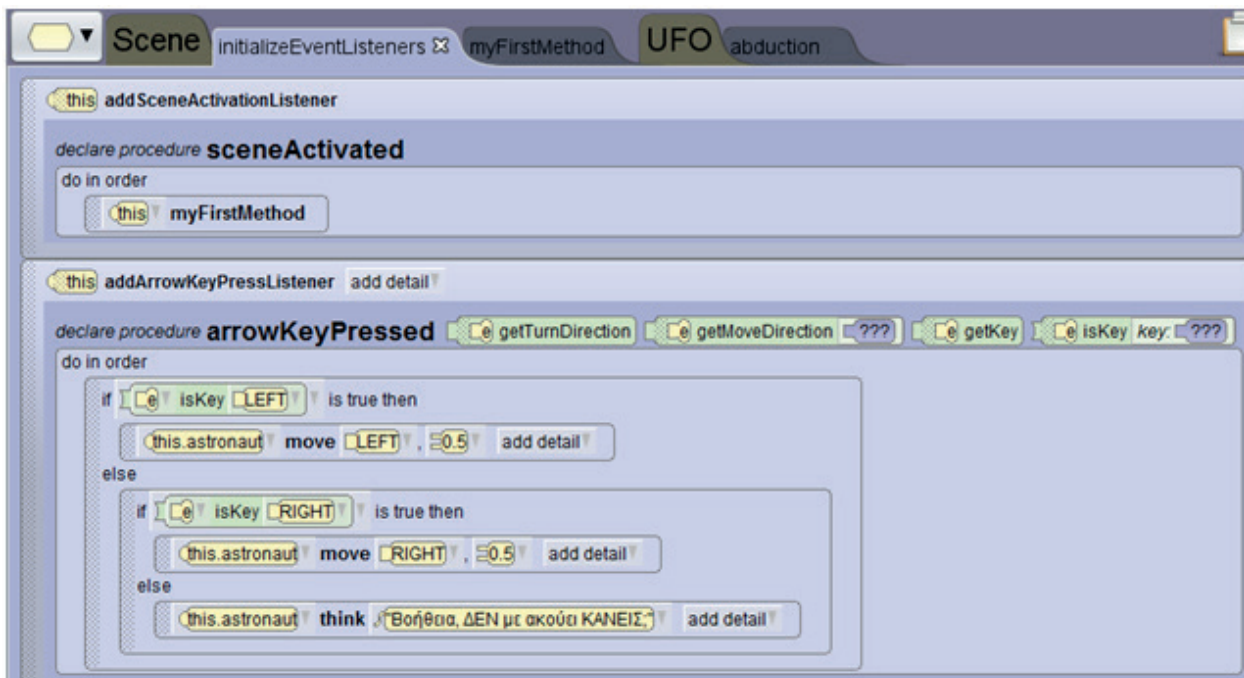 Scene initializeEventListeners myFirstMethod UFO abduction
this addSceneActivationListener
declare procedure sceneActivated
do in order
this myFirstMethod
this addArrowKeyPressListener add detail
declare procedure arrowKeyPressed e getTurnDirection e getMoveDirection ??? e getKey e isKey key: ???
do in order
if e isKey LEFT is true then
this.astronaut move LEFT , 0.5 add detail
else
if e isKey RIGHT is true then
this.astronaut move RIGHT , 0.5 add detail
else
this.astronaut think "Βοήθεια, ΔΕΝ με ακούει ΚΑΝΕΙΣ;" add detail